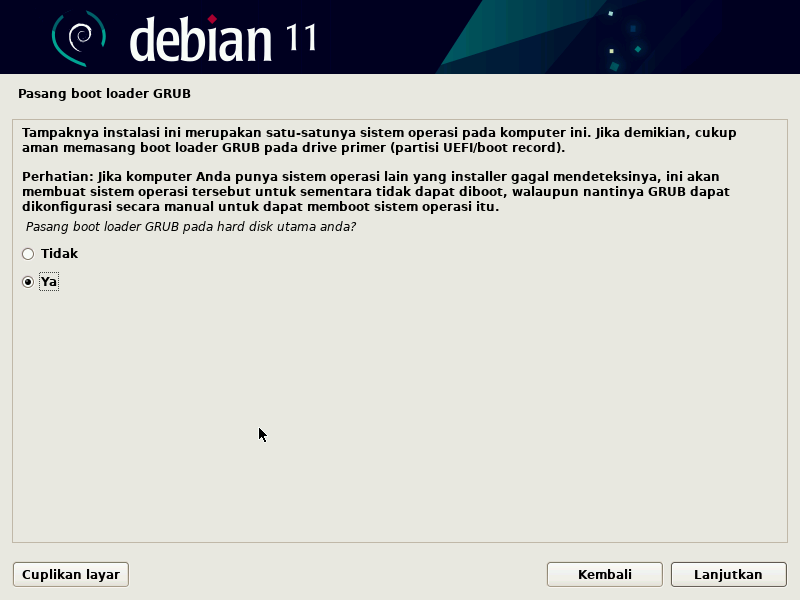 debian 11
Pasang boot loader GRUB
Tampaknya instalasi ini merupakan satu-satunya sistem operasi pada komputer ini. Jika demikian, cukup
aman memasang boot loader GRUB pada drive primer (partisi UEFI/boot record).
Perhatian: Jika komputer Anda punya sistem operasi lain yang installer gagal mendeteksinya, ini akan
membuat sistem operasi tersebut untuk sementara tidak dapat diboot, walaupun nantinya GRUB dapat
dikonfigurasi secara manual untuk dapat memboot sistem operasi itu.
Pasang boot loader GRUB pada hard disk utama anda?
Tidak
Ya
Cuplikan layar
Kembali
Lanjutkan